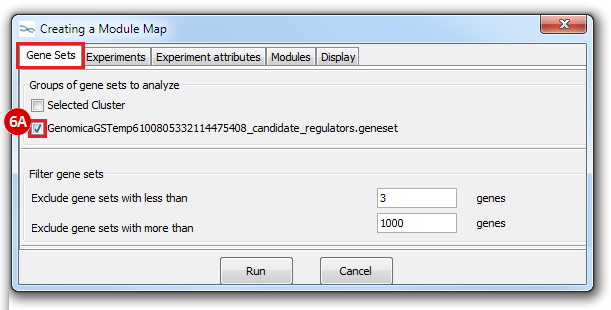 Creating a Module Map
Gene Sets Experiments Experiment attributes Modules Display
Groups of gene sets to analyze
Selected Cluster
6A
GenomicaGSTemp6100805332114475408_candidate_regulators.geneset
Filter gene sets
Exclude gene sets with less than 3 genes
Exclude gene sets with more than 1000 genes
Run Cancel